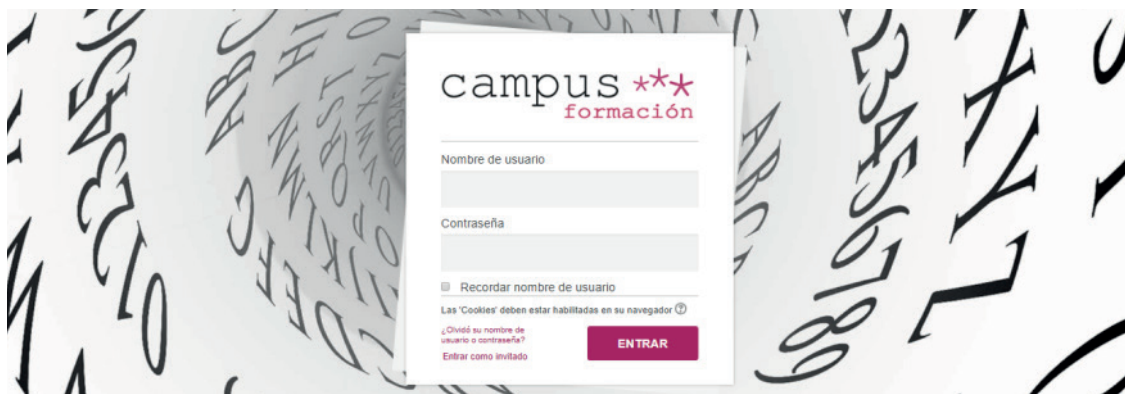 campus ***
formación
Nombre de usuario
Contraseña
Recordar nombre de usuario
Las 'Cookies' deben estar habilitadas en su navegador ?
¿Olvidó su nombre de
usuario o contraseña?
Entrar como invitado
ENTRAR